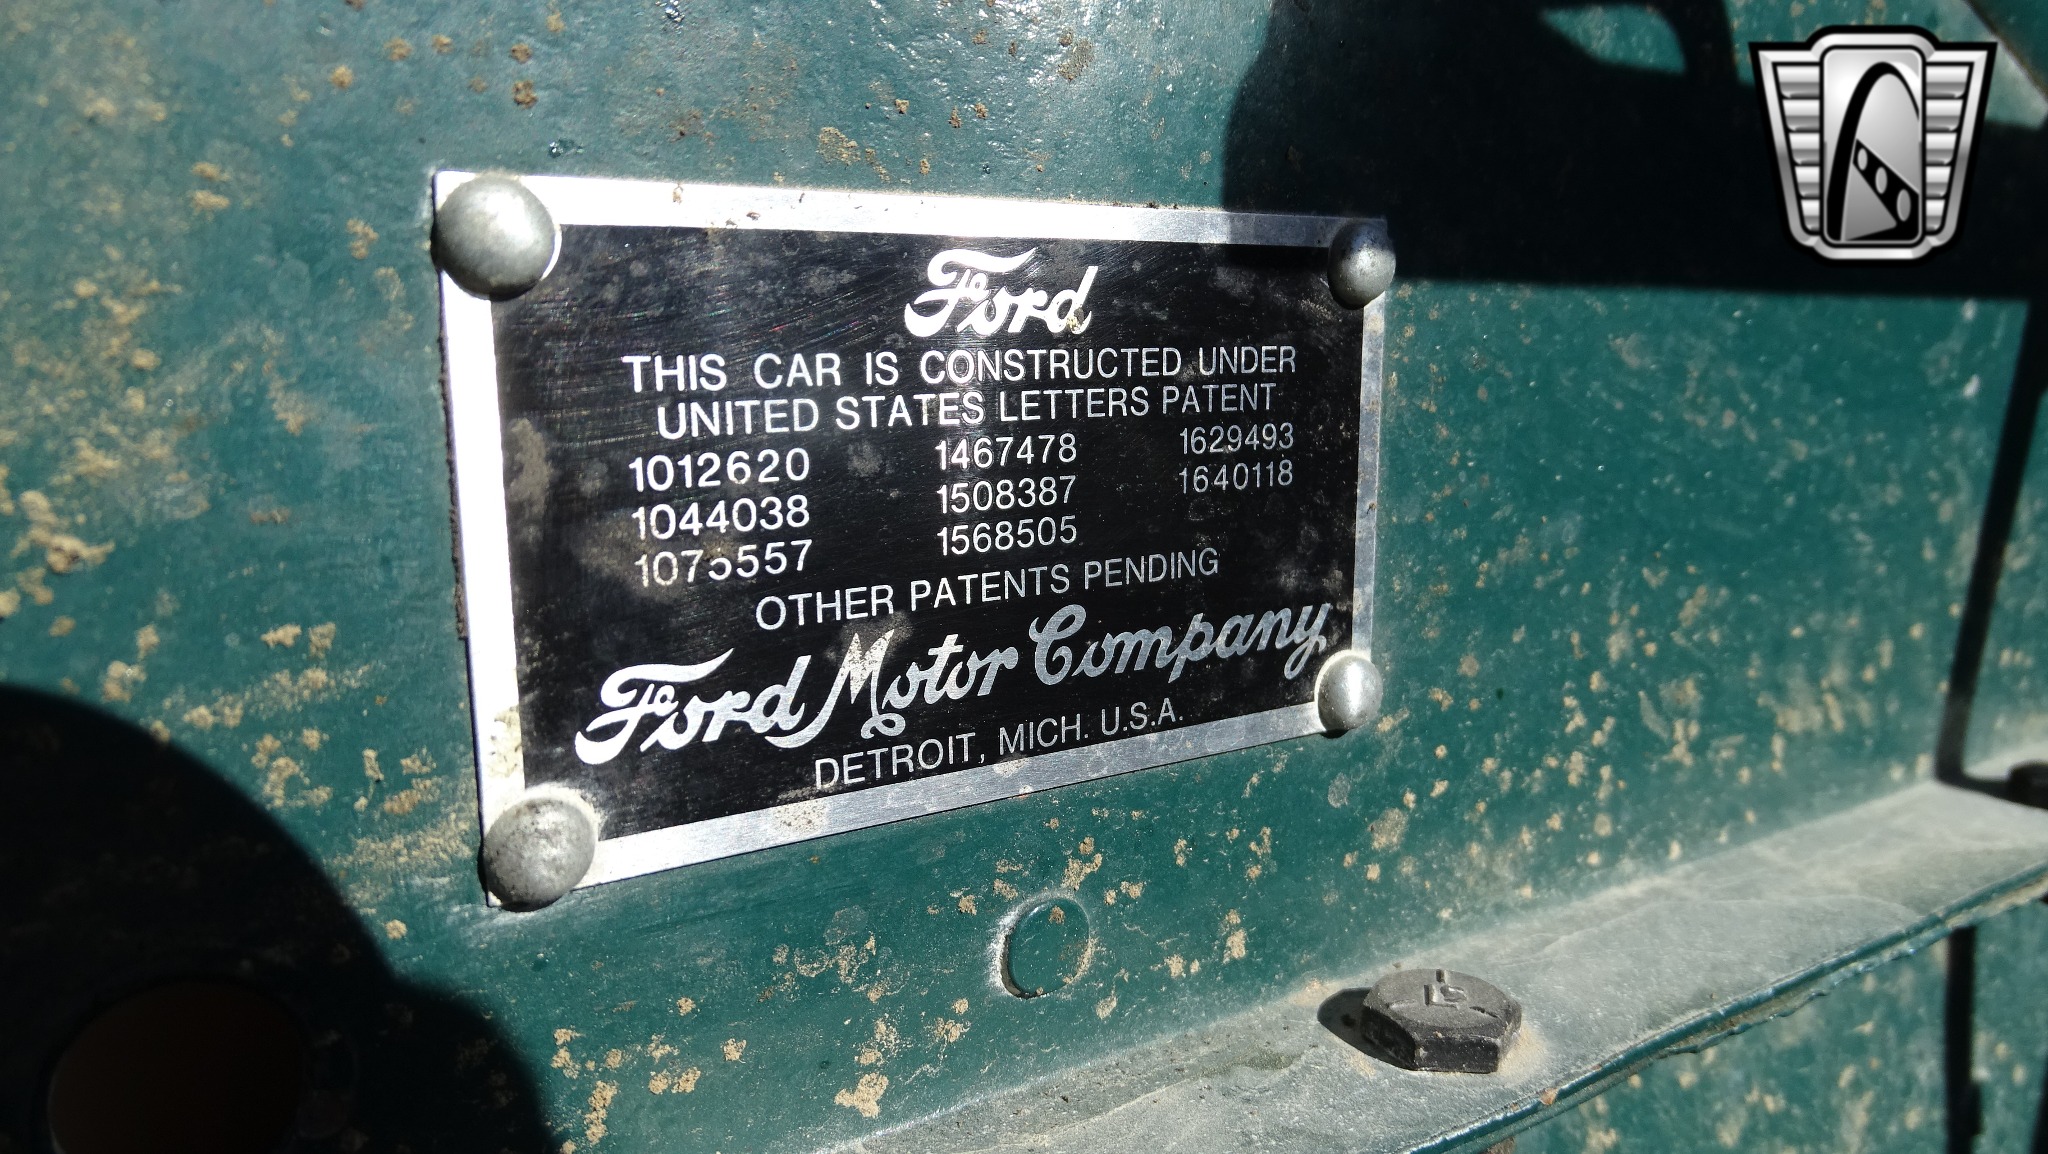 Ford
THIS CAR IS CONSTRUCTED UNDER
UNITED STATES LETTERS PATENT
1012620 1467478 1629493
1044038 1508387 1640118
1075557 1568505
OTHER PATENTS PENDING
Ford Motor Company
DETROIT, MICH. U.S.A.